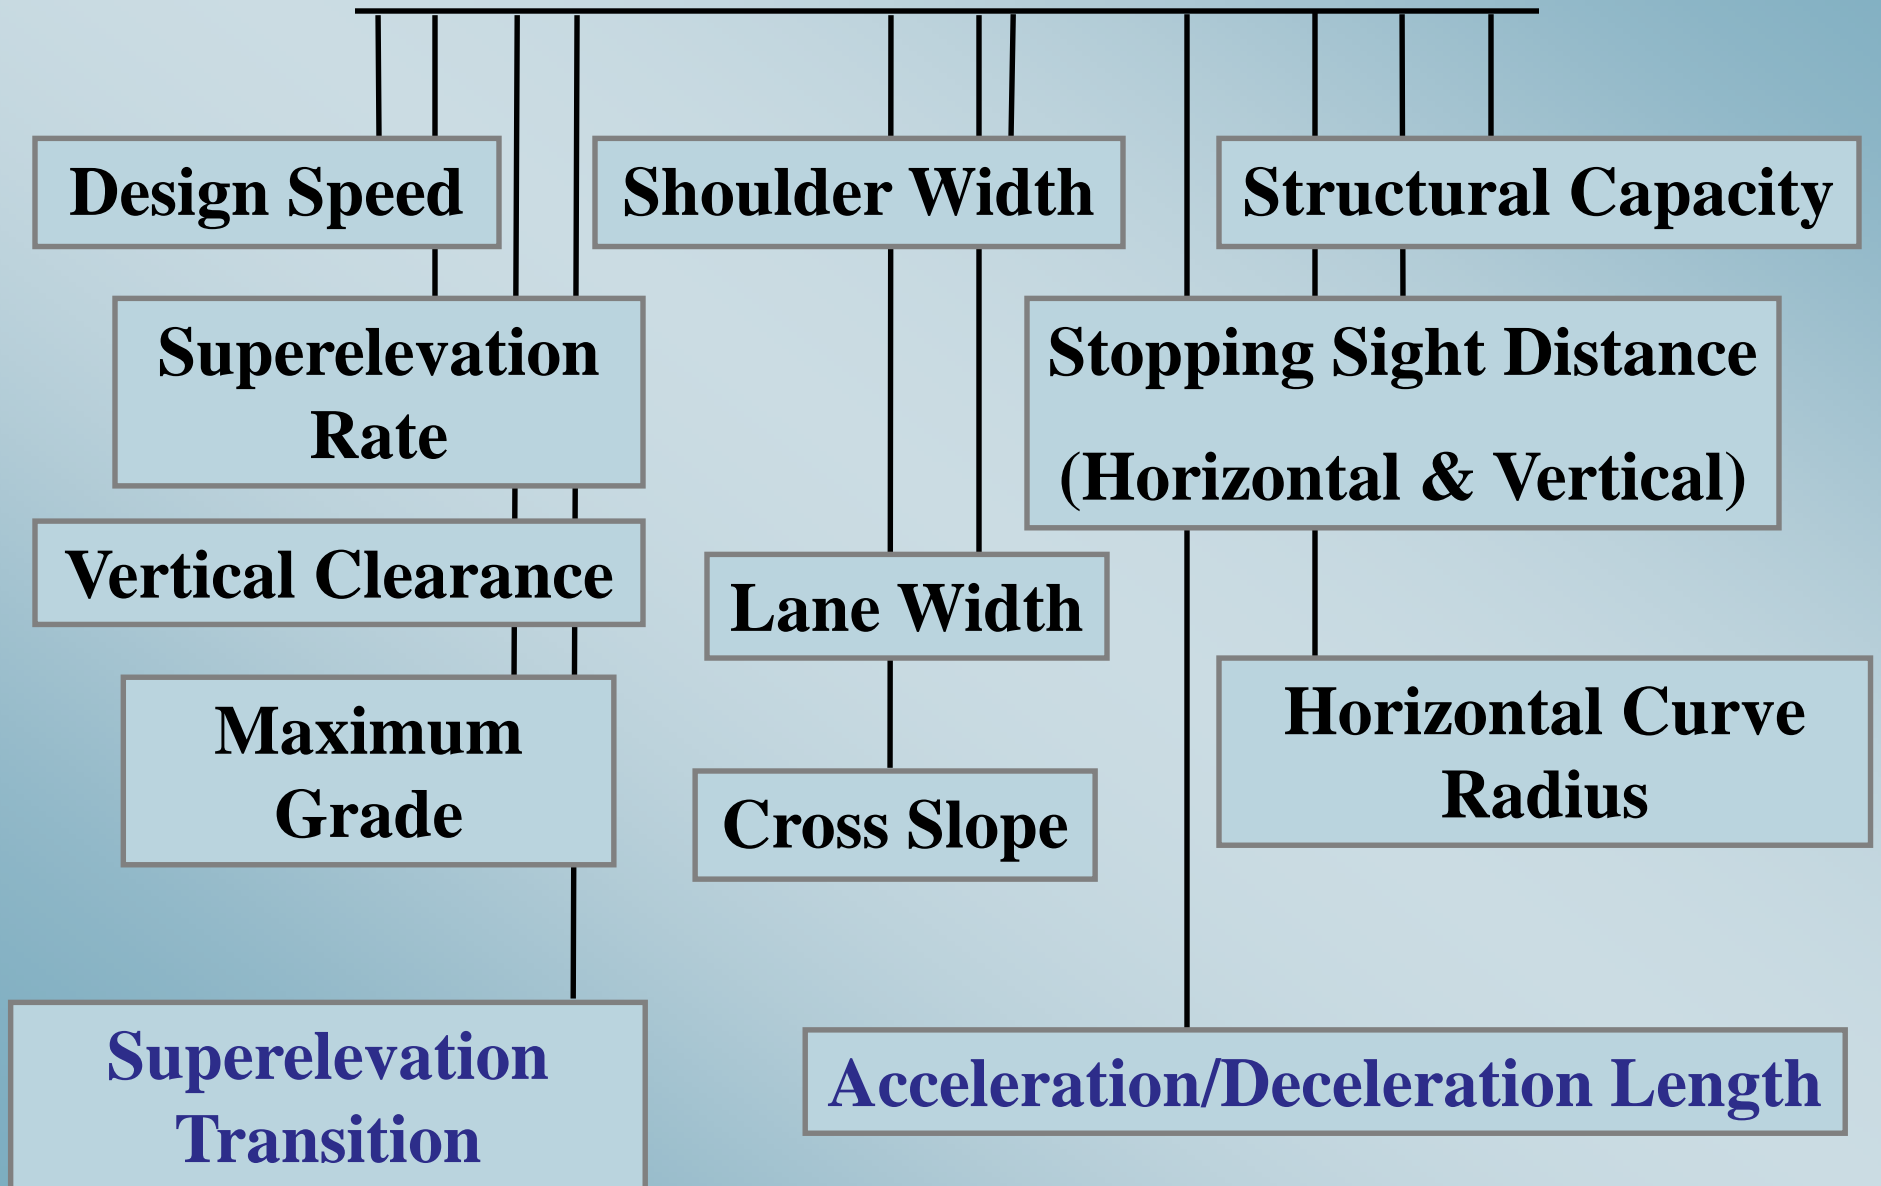 Design Speed
Shoulder Width
Structural Capacity
Superelevation
Rate
Stopping Sight Distance
(Horizontal & Vertical)
Vertical Clearance
Lane Width
Maximum
Grade
Horizontal Curve
Radius
Cross Slope
Superelevation
Transition
Acceleration/Deceleration Length